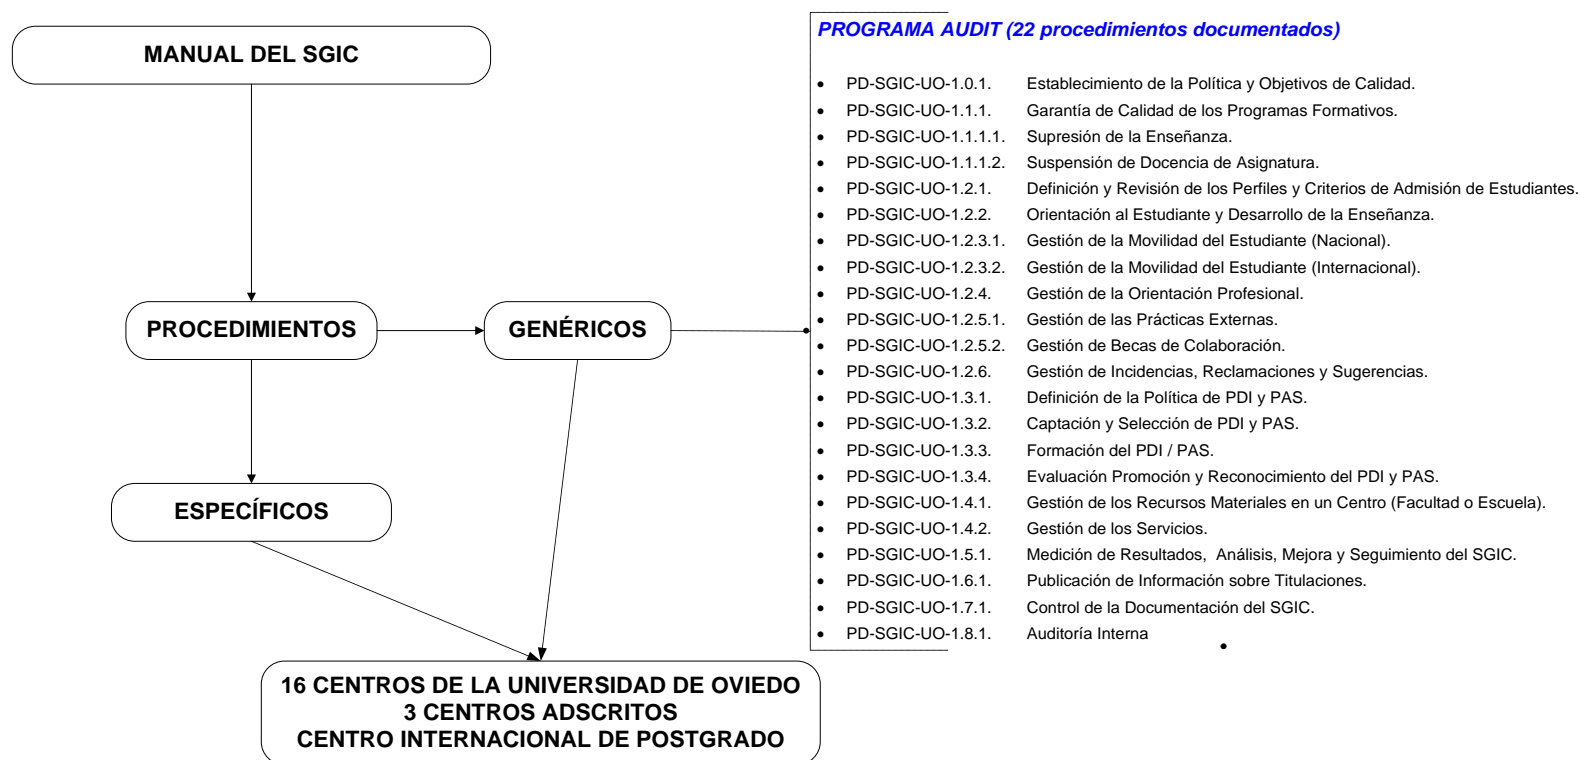 MANUAL DEL SGIC
PROCEDIMIENTOS
GENÉRICOS
ESPECÍFICOS
16 CENTROS DE LA UNIVERSIDAD DE OVIEDO
3 CENTROS ADSCRITOS
CENTRO INTERNACIONAL DE POSTGRADO
PROGRAMA AUDIT (22 procedimientos documentados)
• PD-SGIC-UO-1.0.1. Establecimiento de la Política y Objetivos de Calidad.
• PD-SGIC-UO-1.1.1. Garantía de Calidad de los Programas Formativos.
• PD-SGIC-UO-1.1.1.1. Supresión de la Enseñanza.
• PD-SGIC-UO-1.1.1.2. Suspensión de Docencia de Asignatura.
• PD-SGIC-UO-1.2.1. Definición y Revisión de los Perfiles y Criterios de Admisión de Estudiantes.
• PD-SGIC-UO-1.2.2. Orientación al Estudiante y Desarrollo de la Enseñanza.
• PD-SGIC-UO-1.2.3.1. Gestión de la Movilidad del Estudiante (Nacional).
• PD-SGIC-UO-1.2.3.2. Gestión de la Movilidad del Estudiante (Internacional).
• PD-SGIC-UO-1.2.4. Gestión de la Orientación Profesional.
• PD-SGIC-UO-1.2.5.1. Gestión de las Prácticas Externas.
• PD-SGIC-UO-1.2.5.2. Gestión de Becas de Colaboración.
• PD-SGIC-UO-1.2.6. Gestión de Incidencias, Reclamaciones y Sugerencias.
• PD-SGIC-UO-1.3.1. Definición de la Política de PDI y PAS.
• PD-SGIC-UO-1.3.2. Captación y Selección de PDI y PAS.
• PD-SGIC-UO-1.3.3. Formación del PDI / PAS.
• PD-SGIC-UO-1.3.4. Evaluación Promoción y Reconocimiento del PDI y PAS.
• PD-SGIC-UO-1.4.1. Gestión de los Recursos Materiales en un Centro (Facultad o Escuela).
• PD-SGIC-UO-1.4.2. Gestión de los Servicios.
• PD-SGIC-UO-1.5.1. Medición de Resultados, Análisis, Mejora y Seguimiento del SGIC.
• PD-SGIC-UO-1.6.1. Publicación de Información sobre Titulaciones.
• PD-SGIC-UO-1.7.1. Control de la Documentación del SGIC.
• PD-SGIC-UO-1.8.1. Auditoría Interna